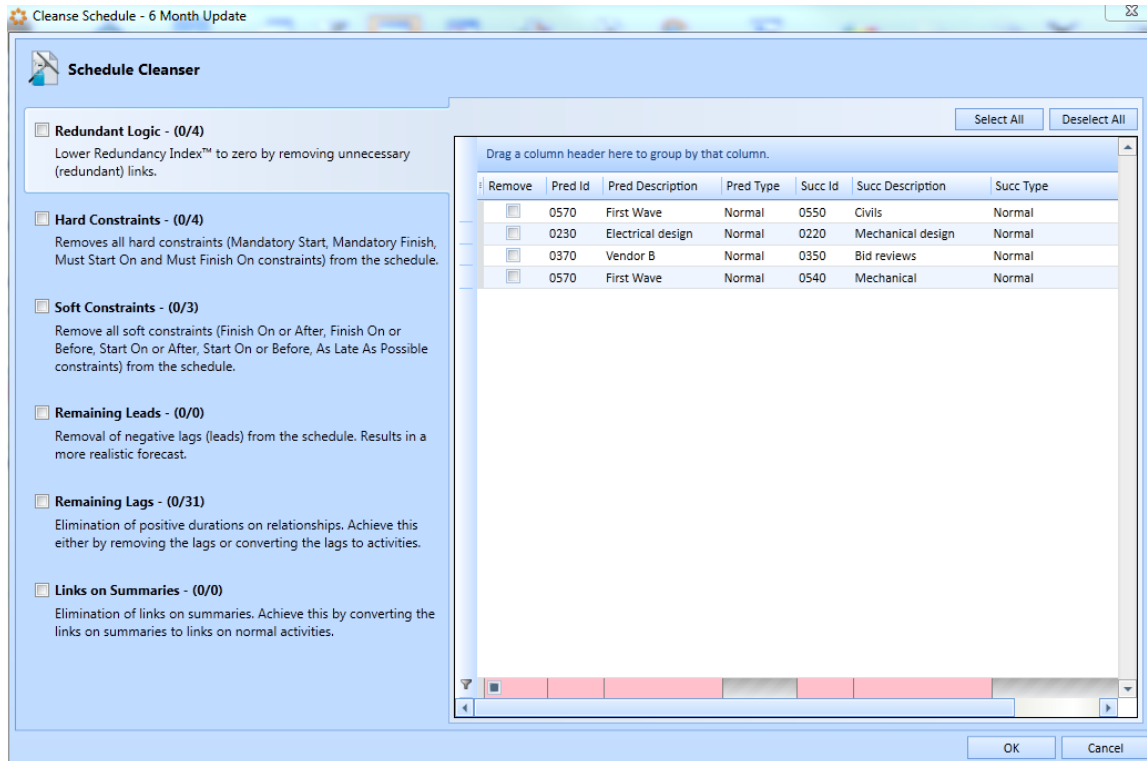 Cleanse Schedule - 6 Month Update
Schedule Cleanser
Redundant Logic - (0/4)
Lower Redundancy Index™ to zero by removing unnecessary
(redundant) links.
Hard Constraints - (0/4)
Removes all hard constraints (Mandatory Start, Mandatory Finish,
Must Start On and Must Finish On constraints) from the schedule.
Soft Constraints - (0/3)
Remove all soft constraints (Finish On or After, Finish On or
Before, Start On or After, Start On or Before, As Late As Possible
constraints) from the schedule.
Remaining Leads - (0/0)
Removal of negative lags (leads) from the schedule. Results in a
more realistic forecast.
Remaining Lags - (0/31)
Elimination of positive durations on relationships. Achieve this
either by removing the lags or converting the lags to activities.
Links on Summaries - (0/0)
Elimination of links on summaries. Achieve this by converting the
links on summaries to links on normal activities.
Select All Deselect All
Drag a column header here to group by that column.
Remove Pred Id Pred Description Pred Type Succ Id Succ Description Succ Type
0570 First Wave Normal 0550 Civils Normal
0230 Electrical design Normal 0220 Mechanical design Normal
0370 Vendor B Normal 0350 Bid reviews Normal
0570 First Wave Normal 0540 Mechanical Normal
OK Cancel